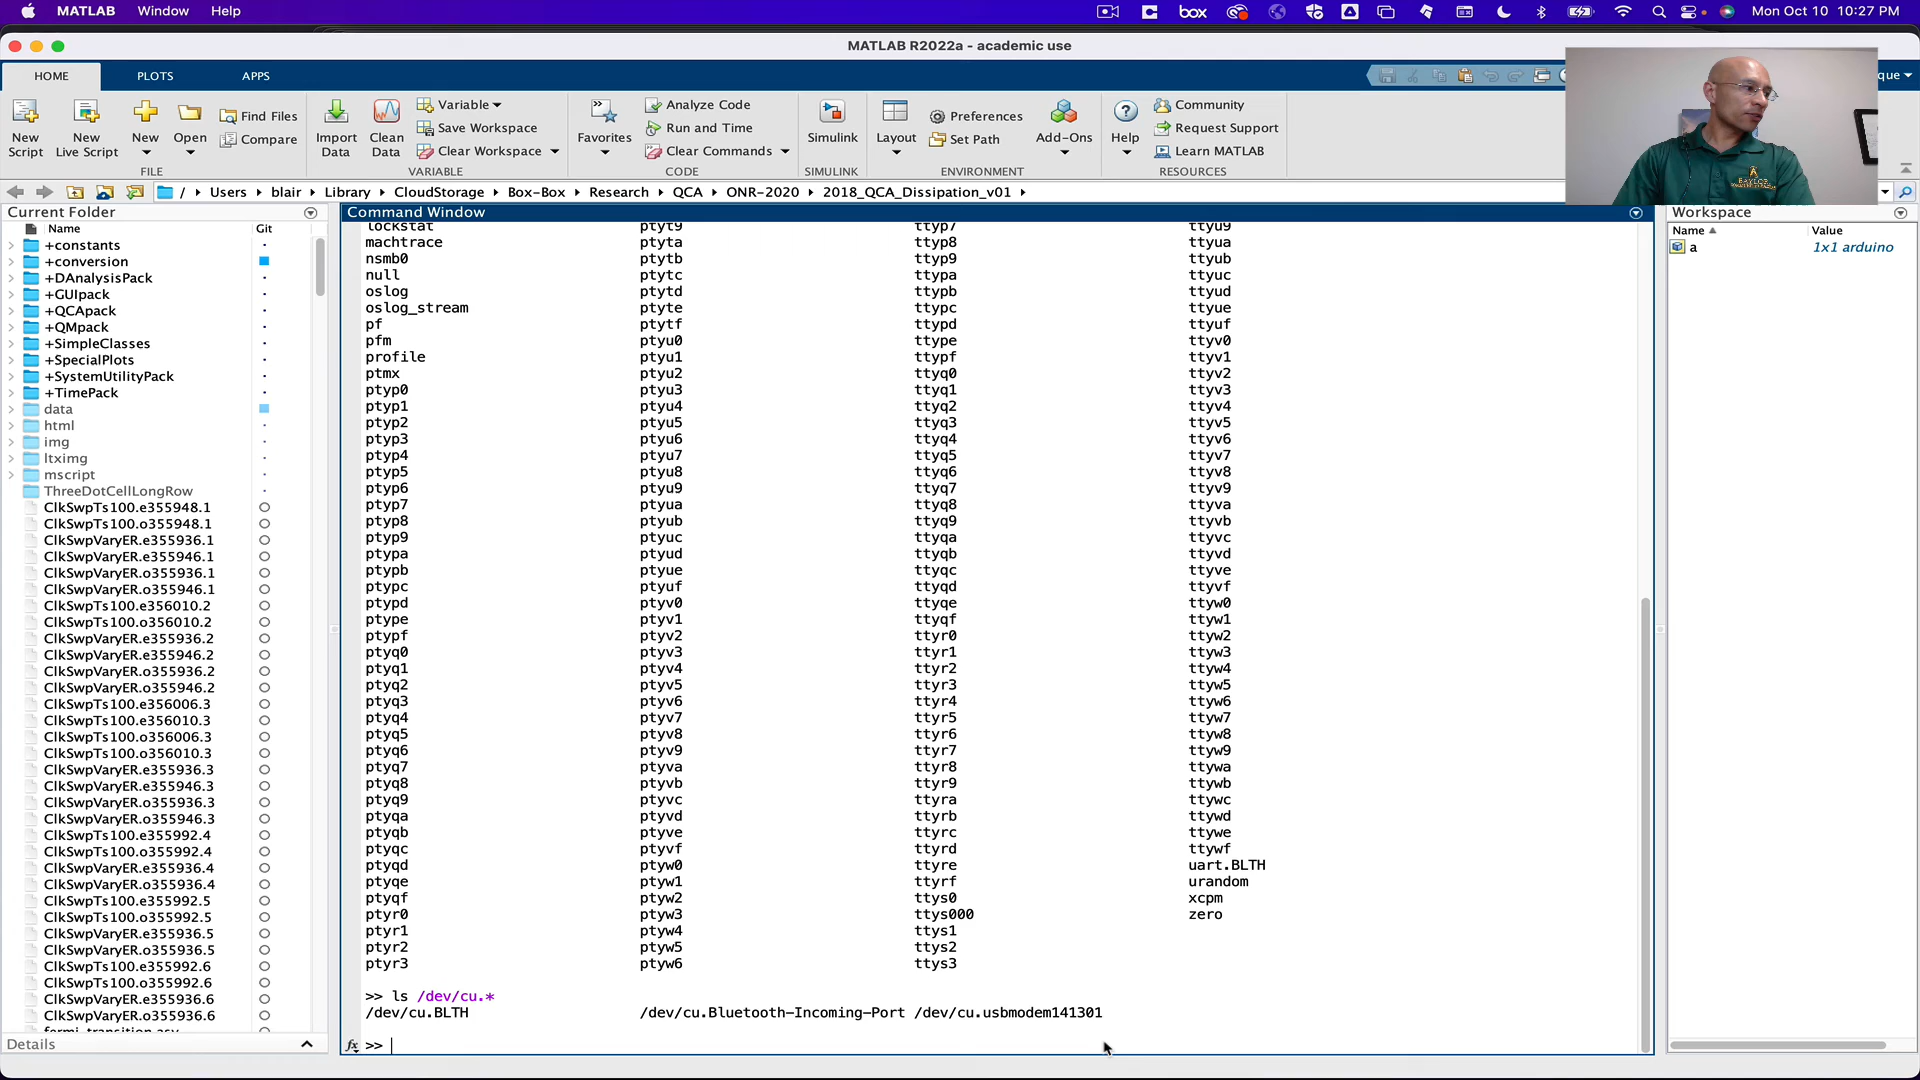 MATLAB Window Help box Mon Oct 10 10:27 PM
MATLAB R2022a - academic use
HOME PLOTS APPS que
New Script
New Live Script
New
Open
Find Files
Compare
FILE
Import Data
Clean Data
Variable
Save Workspace
Clear Workspace
VARIABLE
Favorites
Analyze Code
Run and Time
Clear Commands
CODE
Simulink
SIMULINK
Layout
Preferences
Set Path
Add-Ons
ENVIRONMENT
Help
Community
Request Support
Learn MATLAB
RESOURCES
/ Users blair Library CloudStorage Box-Box Research QCA ONR-2020 2018_QCA_Dissipation_v01
Current Folder
Name Git
+constants
+conversion
+DAnalysisPack
+GUIpack
+QCApack
+QMpack
+SimpleClasses
+SpecialPlots
+SystemUtilityPack
+TimePack
data
html
img
ltximg
mscript
ThreeDotCellLongRow
ClkSwpTs100.e355948.1
ClkSwpTs100.o355948.1
ClkSwpVaryER.e355936.1
ClkSwpVaryER.e355946.1
ClkSwpVaryER.o355936.1
ClkSwpVaryER.o355946.1
ClkSwpTs100.e356010.2
ClkSwpTs100.o356010.2
ClkSwpVaryER.e355936.2
ClkSwpVaryER.e355946.2
ClkSwpVaryER.o355936.2
ClkSwpVaryER.o355946.2
ClkSwpTs100.e356006.3
ClkSwpTs100.e356010.3
ClkSwpTs100.o356006.3
ClkSwpTs100.o356010.3
ClkSwpVaryER.e355936.3
ClkSwpVaryER.e355946.3
ClkSwpVaryER.o355936.3
ClkSwpVaryER.o355946.3
ClkSwpTs100.e355992.4
ClkSwpTs100.o355992.4
ClkSwpVaryER.e355936.4
ClkSwpVaryER.o355936.4
ClkSwpTs100.e355992.5
ClkSwpTs100.o355992.5
ClkSwpVaryER.e355936.5
ClkSwpVaryER.o355936.5
ClkSwpTs100.e355992.6
ClkSwpTs100.o355992.6
ClkSwpVaryER.e355936.6
ClkSwpVaryER.o355936.6
fermi_transition.asv
Details
Command Window
lockstat ptyt9 ttyp7 ttyu9
machtrace ptyta ttyp8 ttyua
nsmb0 ptytb ttyp9 ttyub
null ptytc ttypa ttyuc
oslog ptytd ttypb ttyud
oslog_stream ptyte ttypc ttyue
pf ptytf ttypd ttyuf
pfm ptyu0 ttype ttyv0
profile ptyu1 ttypf ttyv1
ptmx ptyu2 ttyq0 ttyv2
ptyp0 ptyu3 ttyq1 ttyv3
ptyp1 ptyu4 ttyq2 ttyv4
ptyp2 ptyu5 ttyq3 ttyv5
ptyp3 ptyu6 ttyq4 ttyv6
ptyp4 ptyu7 ttyq5 ttyv7
ptyp5 ptyu8 ttyq6 ttyv8
ptyp6 ptyu9 ttyq7 ttyv9
ptyp7 ptyua ttyq8 ttyva
ptyp8 ptyub ttyq9 ttyvb
ptyp9 ptyuc ttyqa ttyvc
ptypa ptyud ttyqb ttyvd
ptypb ptyue ttyqc ttyve
ptypc ptyuf ttyqd ttyvf
ptypd ptyv0 ttyqe ttyw0
ptype ptyv1 ttyqf ttyw1
ptypf ptyv2 ttyr0 ttyw2
ptyq0 ptyv3 ttyr1 ttyw3
ptyq1 ptyv4 ttyr2 ttyw4
ptyq2 ptyv5 ttyr3 ttyw5
ptyq3 ptyv6 ttyr4 ttyw6
ptyq4 ptyv7 ttyr5 ttyw7
ptyq5 ptyv8 ttyr6 ttyw8
ptyq6 ptyv9 ttyr7 ttyw9
ptyq7 ptyva ttyr8 ttywa
ptyq8 ptyvb ttyr9 ttywb
ptyq9 ptyvc ttyra ttywc
ptyqa ptyvd ttyrb ttywd
ptyqb ptyve ttyrc ttywe
ptyqc ptyvf ttyrd ttywf
ptyqd ptyw0 ttyre uart.BLTH
ptyqe ptyw1 ttyrf urandom
ptyqf ptyw2 ttys0 xcpm
ptyr0 ptyw3 ttys000 zero
ptyr1 ptyw4 ttys1
ptyr2 ptyw5 ttys2
ptyr3 ptyw6 ttys3
>> ls /dev/cu.*
/dev/cu.BLTH /dev/cu.Bluetooth-Incoming-Port /dev/cu.usbmodem141301
fx >>
Workspace
Name Value
a 1x1 arduino
BAYLOR